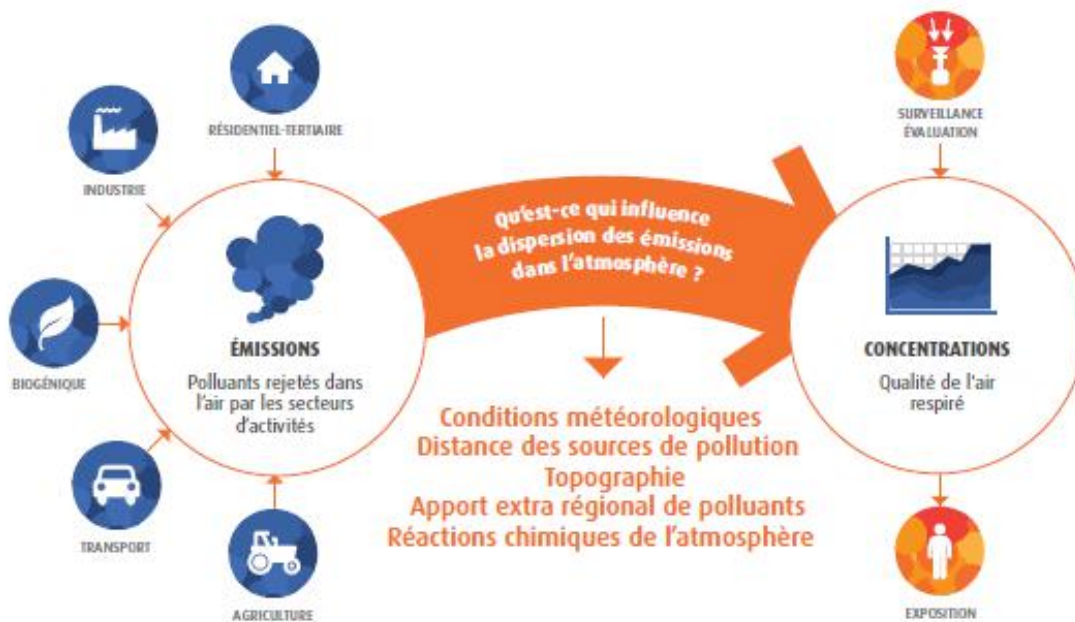 RÉSIDENTIEL-TERTIAIRE
INDUSTRIE
BIOGÉNIQUE
TRANSPORT
AGRICULTURE
ÉMISSIONS
Polluants rejetés dans
l'air par les secteurs
d'activités
Qu'est-ce qui influence
la dispersion des émissions
dans l'atmosphère ?
Conditions météorologiques
Distance des sources de pollution
Topographie
Apport extra régional de polluants
Réactions chimiques de l'atmosphère
SURVEILLANCE
ÉVALUATION
CONCENTRATIONS
Qualité de l'air
respiré
EXPOSITION